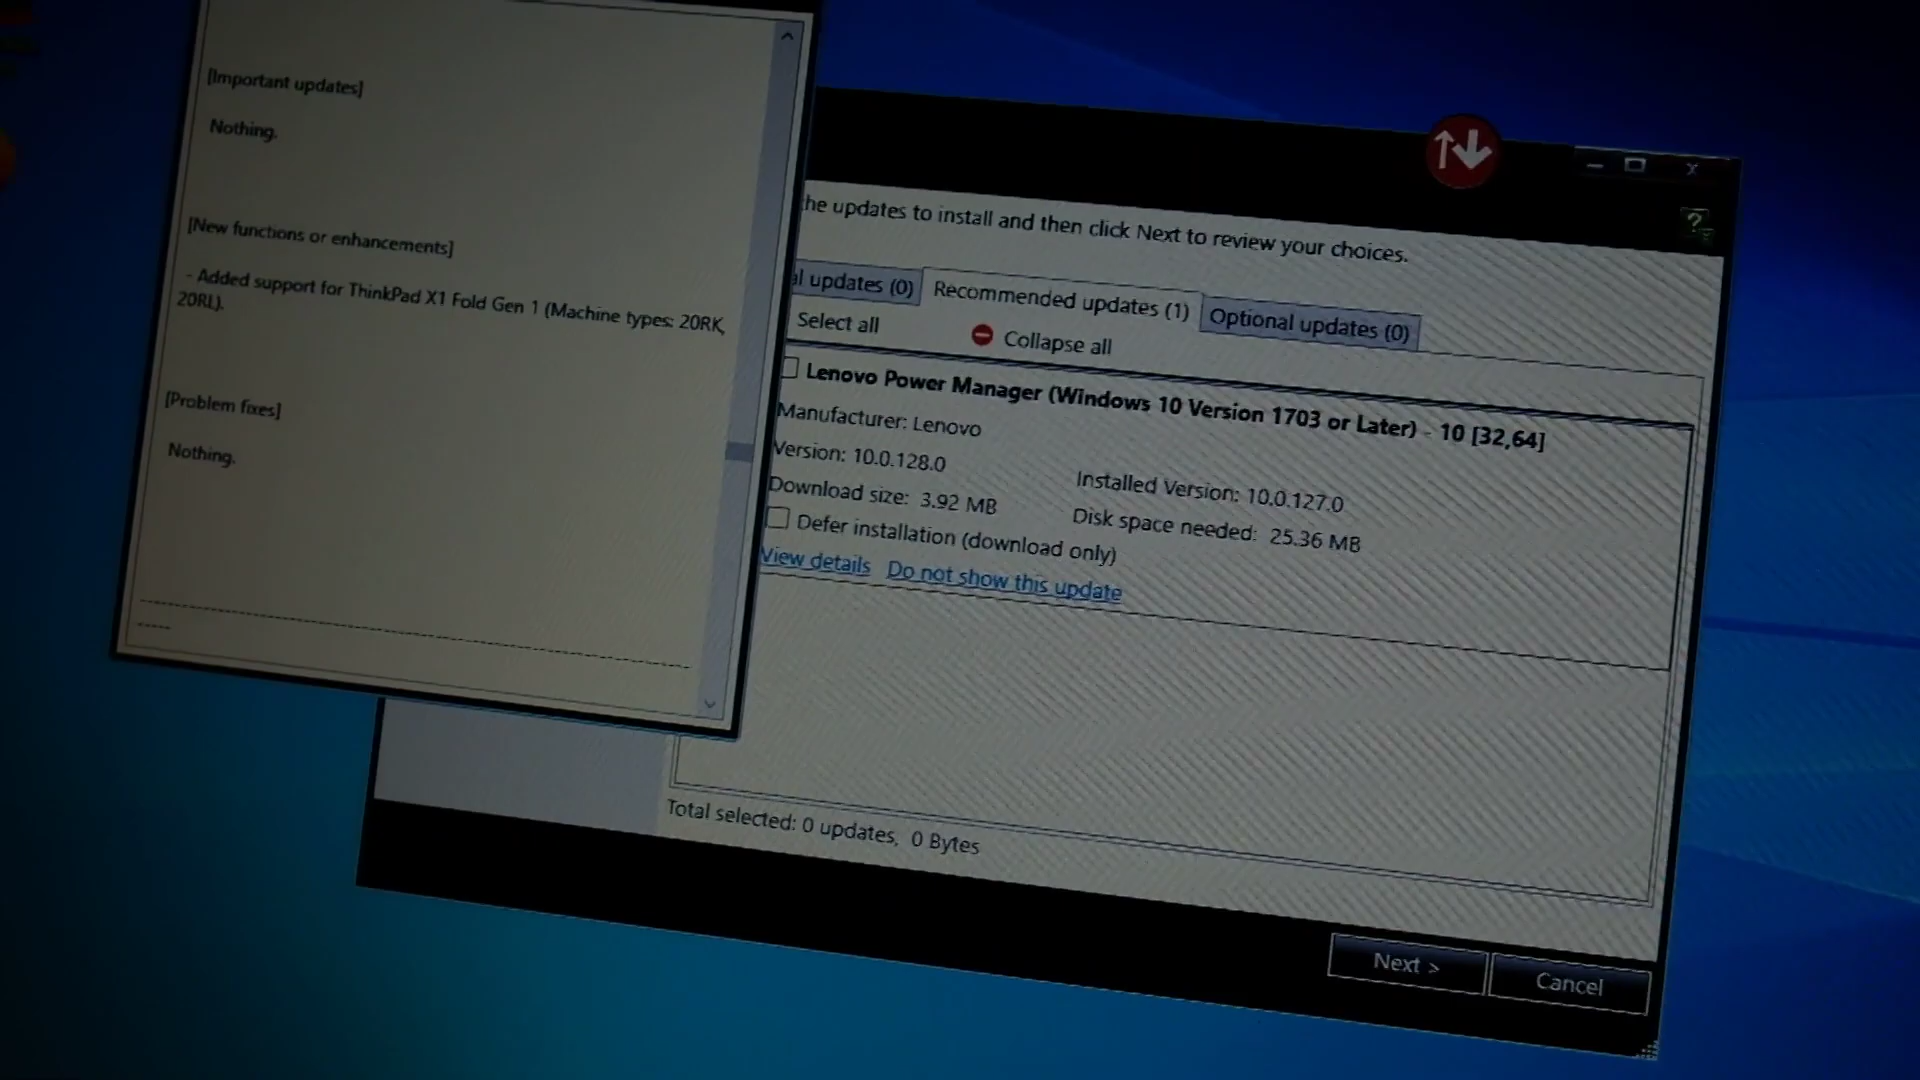 [Important updates]
Nothing.
[New functions or enhancements]
- Added support for ThinkPad X1 Fold Gen 1 (Machine types: 20RK,
20RL).
[Problem fixes]
Nothing.
----------
-----
the updates to install and then click Next to review your choices.
al updates (0)
Recommended updates (1)
Optional updates (0)
Select all
Collapse all
Lenovo Power Manager (Windows 10 Version 1703 or Later) - 10 [32,64]
Manufacturer: Lenovo
Version: 10.0.128.0
Installed Version: 10.0.127.0
Download size: 3.92 MB
Disk space needed: 25.36 MB
Defer installation (download only)
View details Do not show this update
Total selected: 0 updates, 0 Bytes
Next >
Cancel